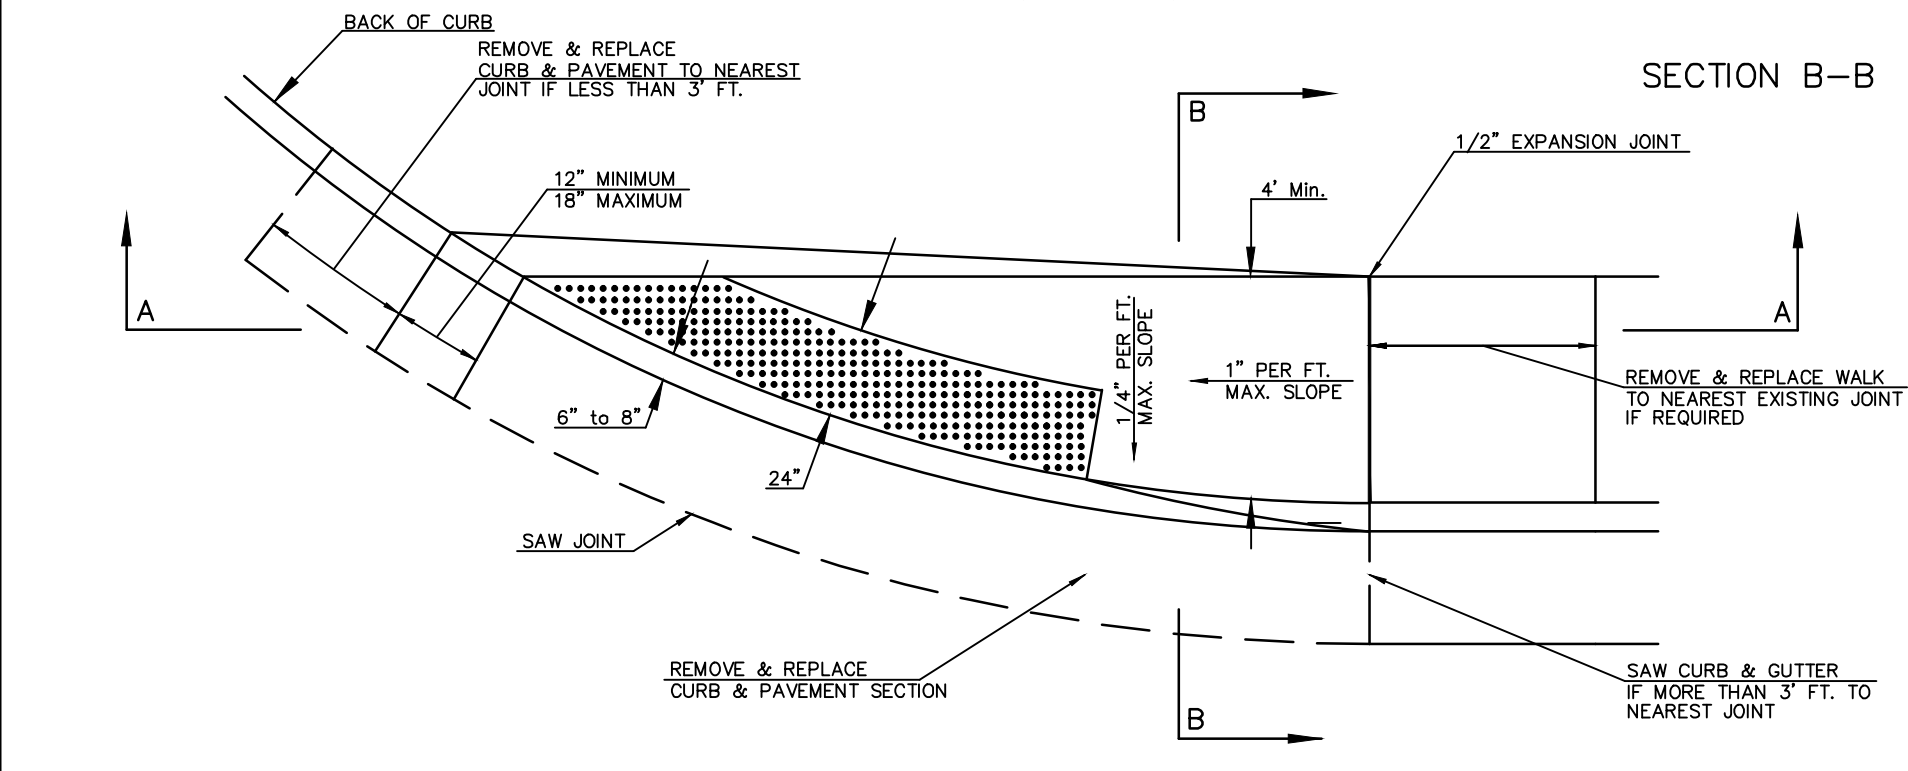 BACK OF CURB
REMOVE & REPLACE
CURB & PAVEMENT TO NEAREST
JOINT IF LESS THAN 3' FT.
SECTION B-B
B
1/2" EXPANSION JOINT
12" MINIMUM
18" MAXIMUM
4' Min.
A
A
1/4" PER FT.
MAX. SLOPE
1" PER FT.
MAX. SLOPE
REMOVE & REPLACE WALK
TO NEAREST EXISTING JOINT
IF REQUIRED
6" to 8"
24"
SAW JOINT
REMOVE & REPLACE
CURB & PAVEMENT SECTION
SAW CURB & GUTTER
IF MORE THAN 3' FT. TO
NEAREST JOINT
B